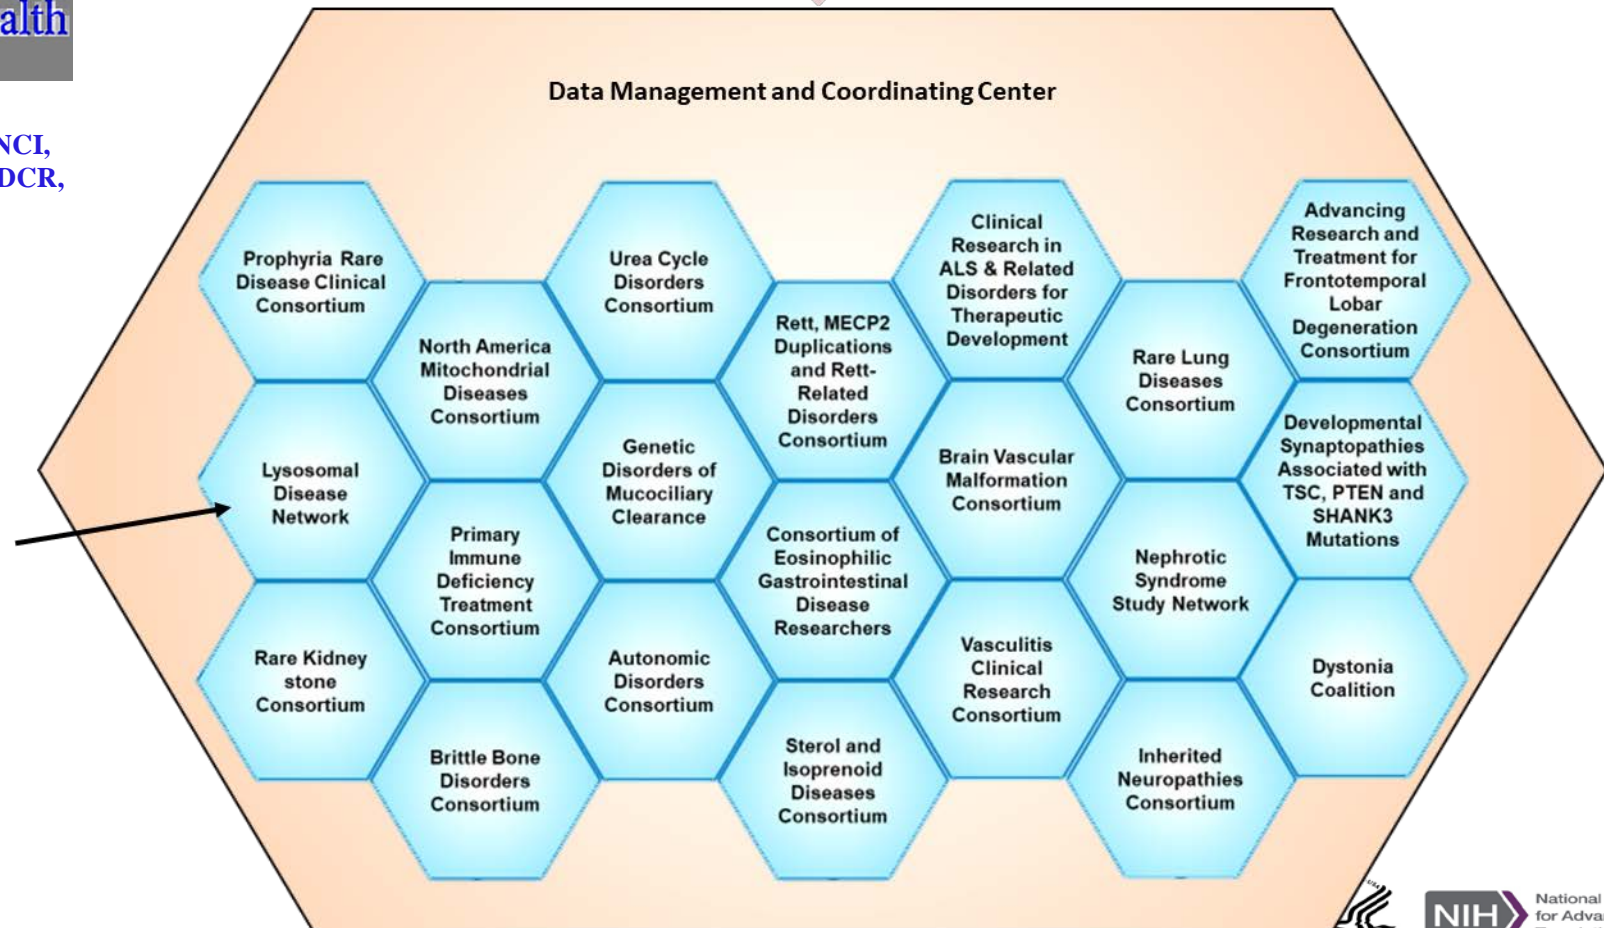 alth
NCI,
DCR,
Data Management and Coordinating Center
Prophyria Rare
Disease Clinical
Consortium
Urea Cycle
Disorders
Consortium
Clinical
Research in
ALS & Related
Disorders for
Therapeutic
Development
Advancing
Research and
Treatment for
Frontotemporal
Lobar
Degeneration
Consortium
North America
Mitochondrial
Diseases
Consortium
Rett, MECP2
Duplications
and Rett-
Related
Disorders
Consortium
Rare Lung
Diseases
Consortium
Lysosomal
Disease
Network
Genetic
Disorders of
Mucociliary
Clearance
Brain Vascular
Malformation
Consortium
Developmental
Synaptopathies
Associated with
TSC, PTEN and
SHANK3
Mutations
Primary
Immune
Deficiency
Treatment
Consortium
Consortium of
Eosinophilic
Gastrointestinal
Disease
Researchers
Nephrotic
Syndrome
Study Network
Rare Kidney
stone
Consortium
Autonomic
Disorders
Consortium
Vasculitis
Clinical
Research
Consortium
Dystonia
Coalition
Brittle Bone
Disorders
Consortium
Sterol and
Isoprenoid
Diseases
Consortium
Inherited
Neuropathies
Consortium
NIH
National
for Adva